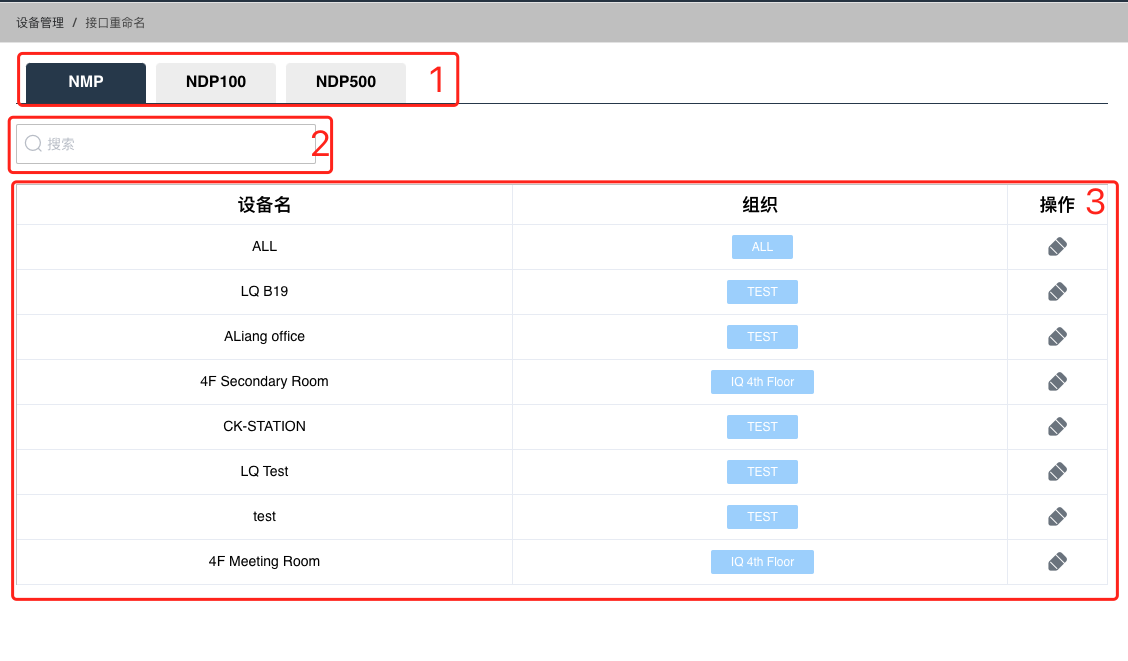 设备管理 / 接口重命名
NMP NDP100 NDP500 1
搜索 2
设备名 组织 操作 3
ALL ALL
LQ B19 TEST
ALiang office TEST
4F Secondary Room IQ 4th Floor
CK-STATION TEST
LQ Test TEST
test TEST
4F Meeting Room IQ 4th Floor